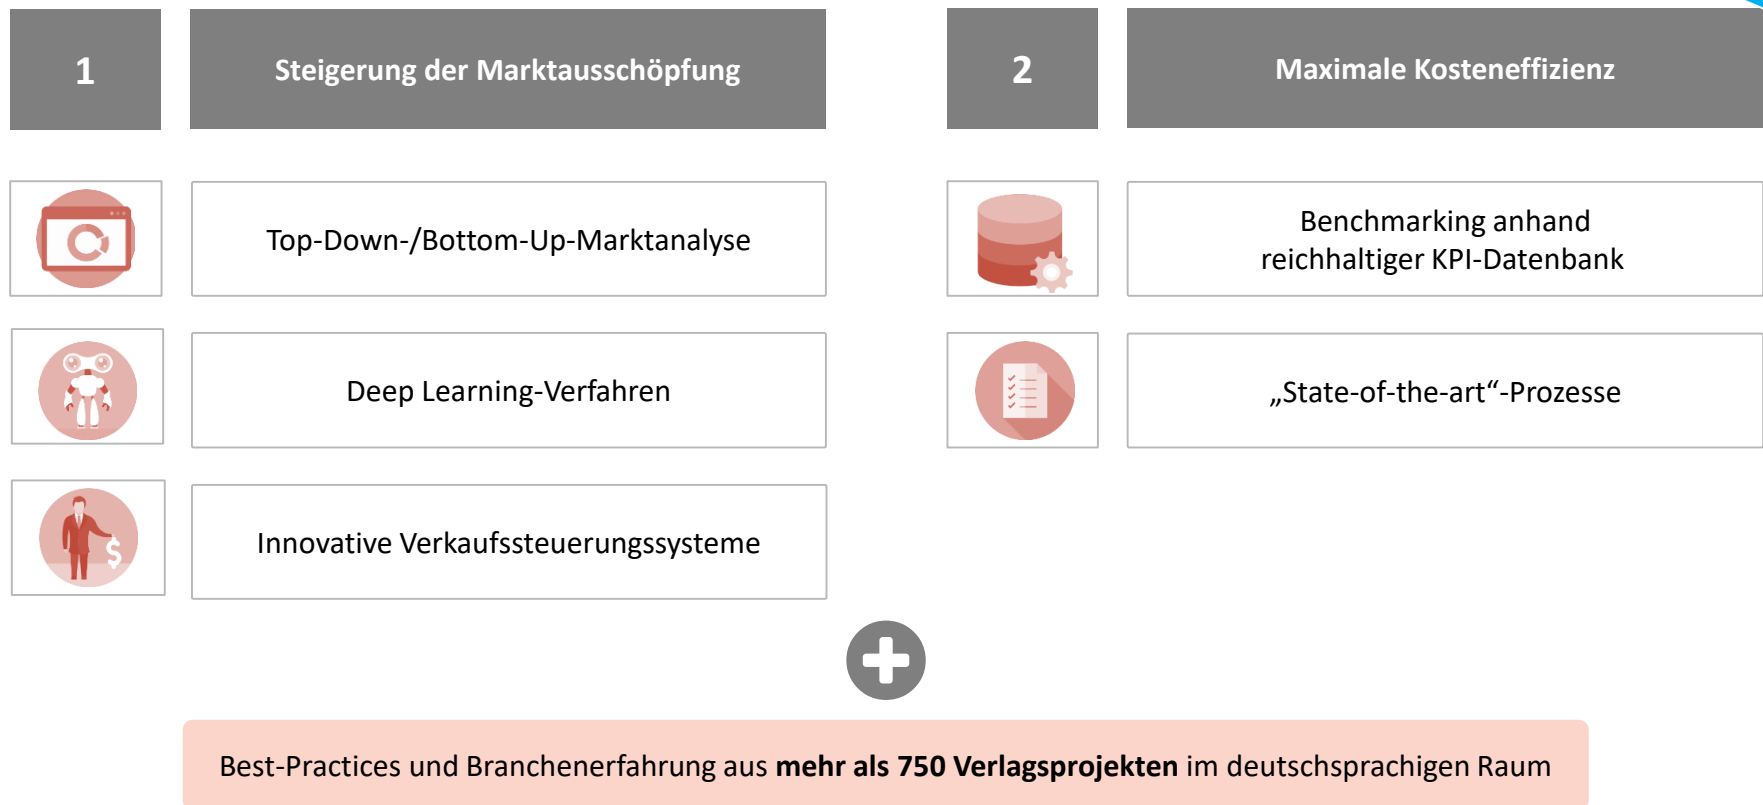 1
Steigerung der Marktausschöpfung
Top-Down-/Bottom-Up-Marktanalyse
Deep Learning-Verfahren
$
Innovative Verkaufssteuerungssysteme
2
Maximale Kosteneffizienz
Benchmarking anhand
reichhaltiger KPI-Datenbank
„State-of-the-art“-Prozesse
Best-Practices und Branchenerfahrung aus mehr als 750 Verlagsprojekten im deutschsprachigen Raum